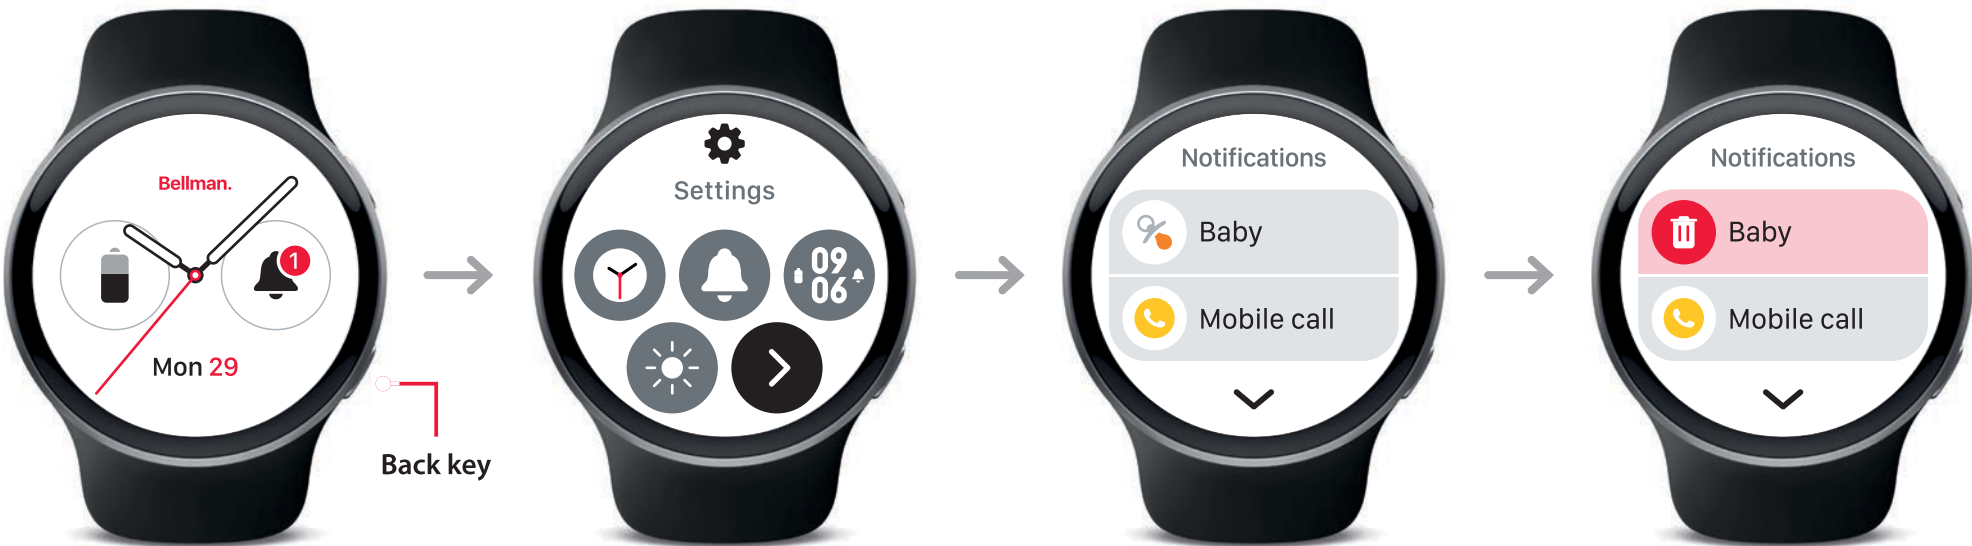 Bellman.
1
Mon 29
Back key
Settings
09
06
Notifications
Baby
Mobile call
Notifications
Baby
Mobile call